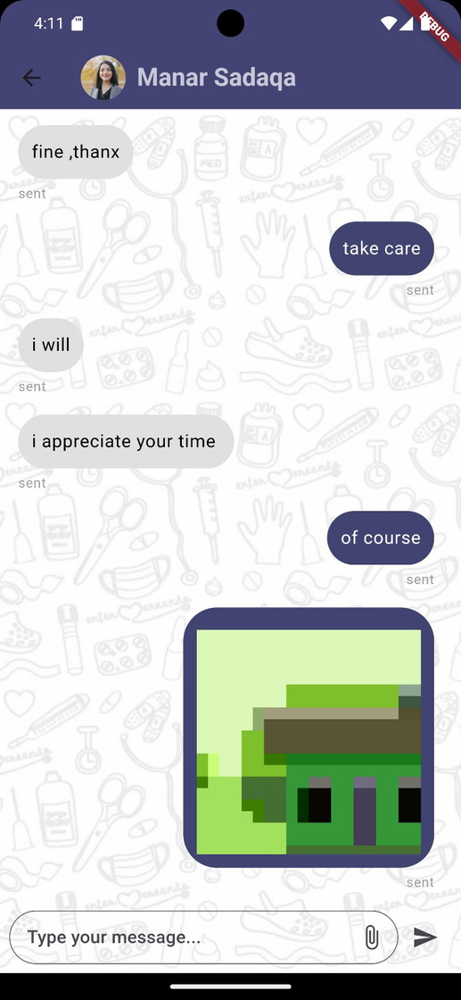 4:11
DEBUG
Manar Sadaqa
fine ,thanx
sent
take care
sent
i will
sent
i appreciate your time
sent
of course
sent
sent
Type your message...